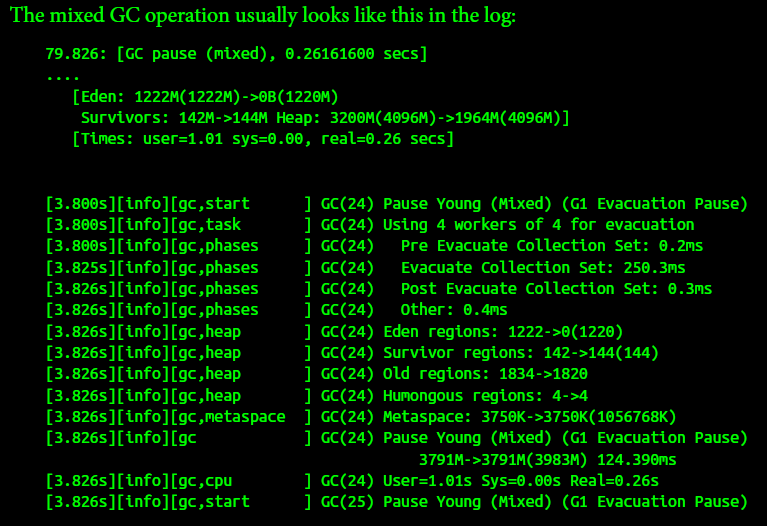 The mixed GC operation usually looks like this in the log:
79.826: [GC pause (mixed), 0.26161600 secs]
....
[Eden: 1222M(1222M)->0B(1220M)
Survivors: 142M->144M Heap: 3200M(4096M)->1964M(4096M)]
[Times: user=1.01 sys=0.00, real=0.26 secs]
[3.800s][info][gc,start      ] GC(24) Pause Young (Mixed) (G1 Evacuation Pause)
[3.800s][info][gc,task       ] GC(24) Using 4 workers of 4 for evacuation
[3.800s][info][gc,phases     ] GC(24)   Pre Evacuate Collection Set: 0.2ms
[3.825s][info][gc,phases     ] GC(24)   Evacuate Collection Set: 250.3ms
[3.826s][info][gc,phases     ] GC(24)   Post Evacuate Collection Set: 0.3ms
[3.826s][info][gc,phases     ] GC(24)   Other: 0.4ms
[3.826s][info][gc,heap       ] GC(24) Eden regions: 1222->0(1220)
[3.826s][info][gc,heap       ] GC(24) Survivor regions: 142->144(144)
[3.826s][info][gc,heap       ] GC(24) Old regions: 1834->1820
[3.826s][info][gc,heap       ] GC(24) Humongous regions: 4->4
[3.826s][info][gc,metaspace  ] GC(24) Metaspace: 3750K->3750K(1056768K)
[3.826s][info][gc            ] GC(24) Pause Young (Mixed) (G1 Evacuation Pause)
3791M->3791M(3983M) 124.390ms
[3.826s][info][gc,cpu        ] GC(24) User=1.01s Sys=0.00s Real=0.26s
[3.826s][info][gc,start      ] GC(25) Pause Young (Mixed) (G1 Evacuation Pause)